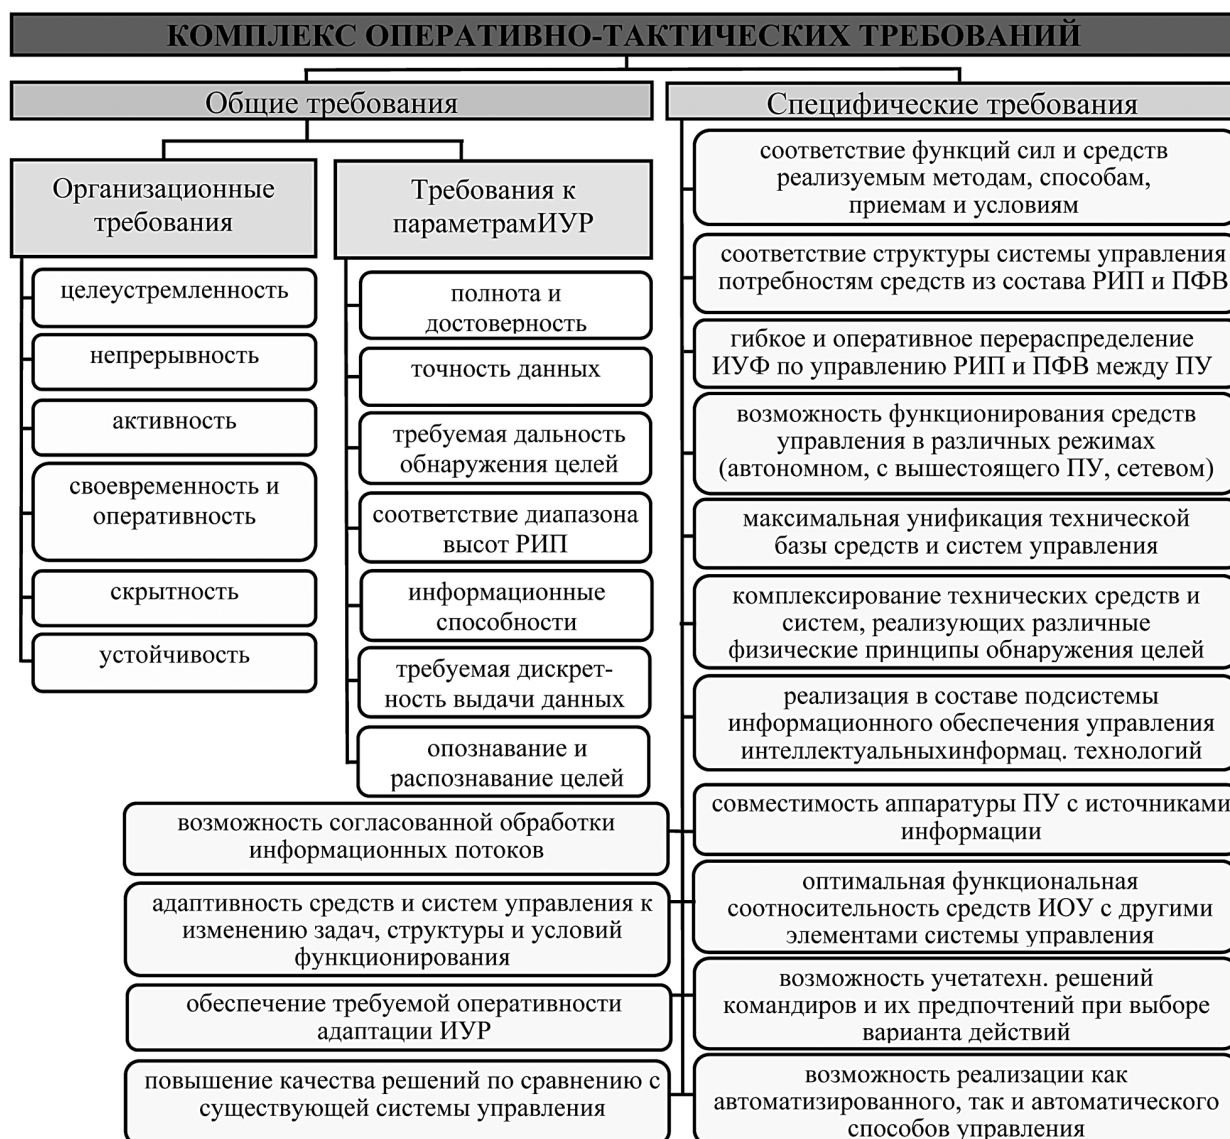 КОМПЛЕКС ОПЕРАТИВНО-ТАКТИЧЕСКИХ ТРЕБОВАНИЙ
Общие требования
Организационные
требования
целеустремленность
непрерывность
активность
своевременность и
оперативность
скрытность
устойчивость
Требования к
параметрамИУР
полнота и
достоверность
точность данных
требуемая дальность
обнаружения целей
соответствие диапазона
высот РИП
информационные
способности
требуемая дискрет-
ность выдачи данных
опознавание и
распознавание целей
Специфические требования
соответствие функций сил и средств
реализуемым методам, способам,
приемам и условиям
соответствие структуры системы управления
потребностям средств из состава РИП и ПФВ
гибкое и оперативное перераспределение
ИУФ по управлению РИП и ПФВ между ПУ
возможность функционирования средств
управления в различных режимах
(автономном, с вышестоящего ПУ, сетевом)
максимальная унификация технической
базы средств и систем управления
комплексирование технических средств и
систем, реализующих различные
физические принципы обнаружения целей
реализация в составе подсистемы
информационного обеспечения управления
интеллектуальныхинформац. технологий
совместимость аппаратуры ПУ с источниками
информации
оптимальная функциональная
соотносительность средств ИОУ с другими
элементами системы управления
возможность учетатехн. решений
командиров и их предпочтений при выборе
варианта действий
возможность реализации как
автоматизированного, так и автоматического
способов управления
возможность согласованной обработки
информационных потоков
адаптивность средств и систем управления к
изменению задач, структуры и условий
функционирования
обеспечение требуемой оперативности
адаптации ИУР
повышение качества решений по сравнению с
существующей системы управления